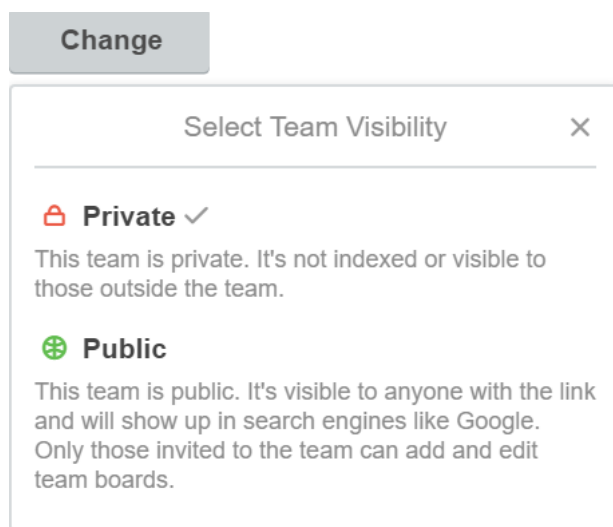 Change
Select Team Visibility
Private
This team is private. It's not indexed or visible to
those outside the team.
Public
This team is public. It's visible to anyone with the link
and will show up in search engines like Google.
Only those invited to the team can add and edit
team boards.